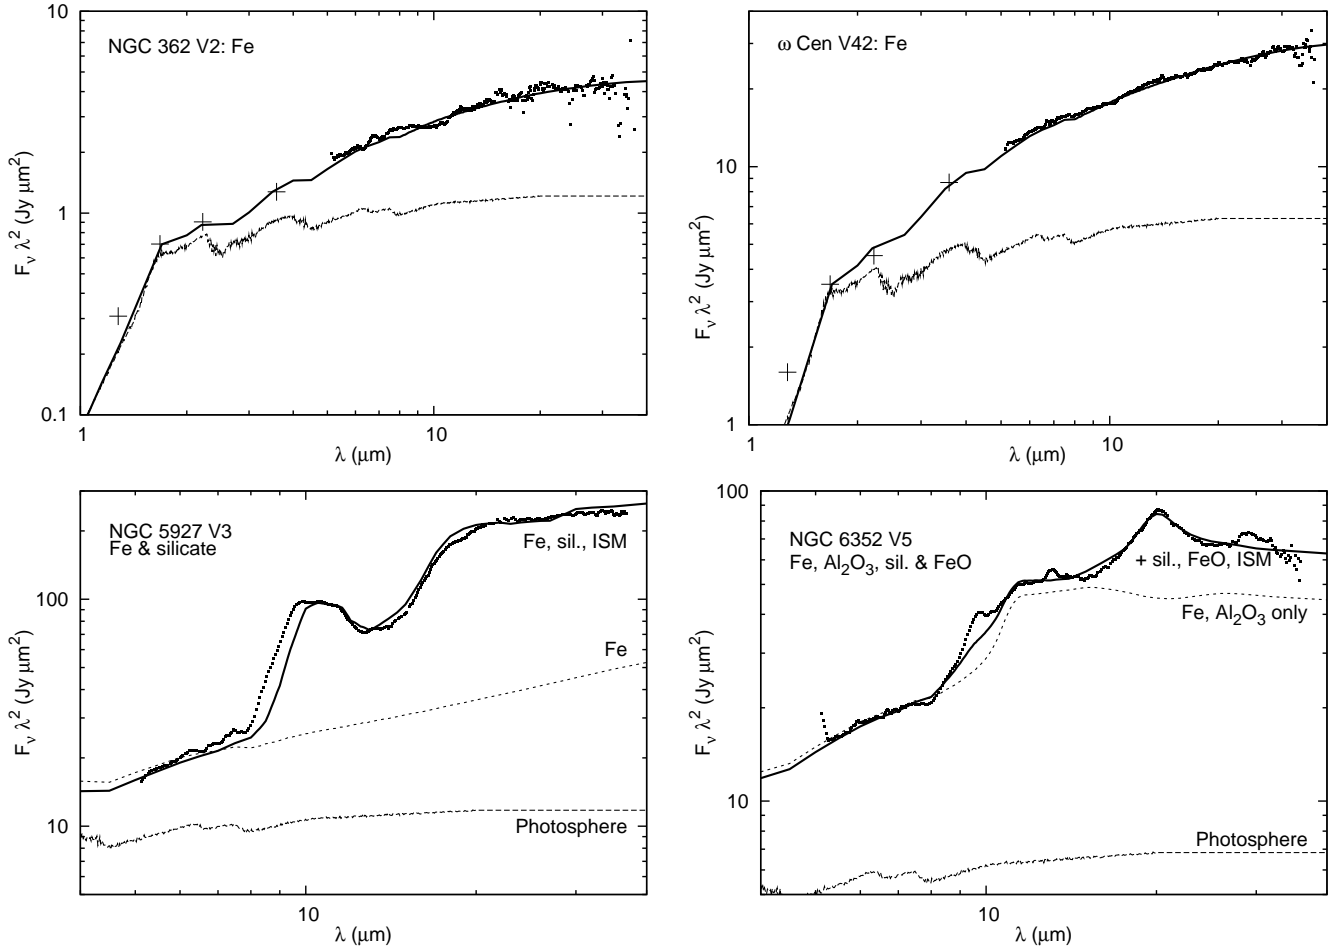 NGC 362 V2: Fe
10
1
0.1
1
10
F_ν λ^2 (Jy μm^2)
λ (μm)
ω Cen V42: Fe
10
1
1
10
F_ν λ^2 (Jy μm^2)
λ (μm)
NGC 5927 V3
Fe & silicate
Fe, sil., ISM
Fe
Photosphere
100
10
10
F_ν λ^2 (Jy μm^2)
λ (μm)
NGC 6352 V5
Fe, Al_2O_3, sil. & FeO
+ sil., FeO, ISM
Fe, Al_2O_3 only
Photosphere
100
10
10
F_ν λ^2 (Jy μm^2)
λ (μm)